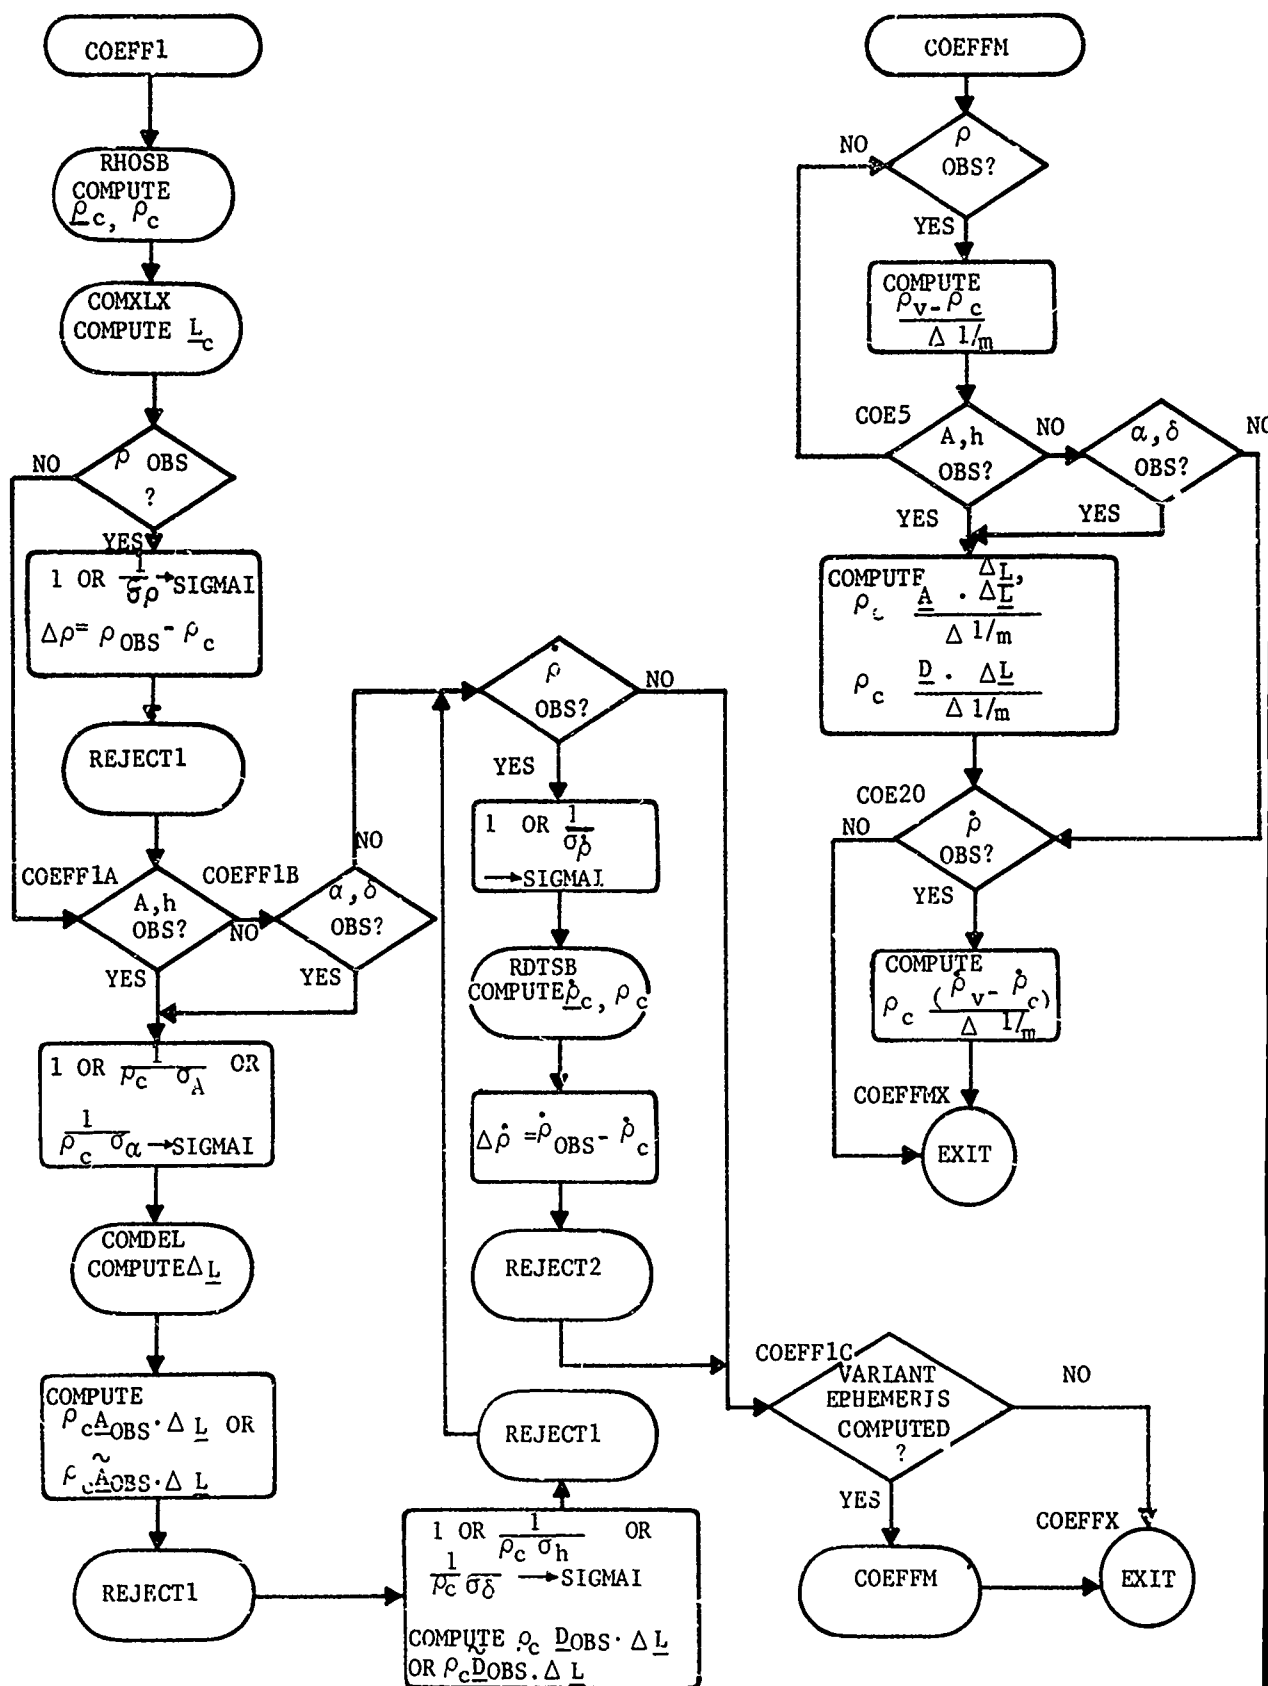 COEFF1
RHOSB
COMPUTE
ρ̲c, ρc
COMXLX
COMPUTE L̲c
ρ OBS
?
NO
YES
1 OR 1/σρ → SIGMAI
Δρ = ρOBS - ρc
REJECT1
COEFF1A
A,h
OBS?
NO
YES
COEFF1B
α,δ
OBS?
NO
YES
1 OR 1/ρc σA OR
1/ρc σα → SIGMAI
COMDEL
COMPUTE ΔL̲
COMPUTE
ρc A̲OBS · ΔL̲ OR
ρc Ã̲OBS · ΔL̲
REJECT1
1 OR 1/ρc σh OR
1/ρc σδ → SIGMAI
COMPUTE ρc D̲OBS · ΔL̲
OR ρc D̲̃OBS . ΔL̲
REJECT1
ρ̇
OBS?
NO
YES
1 OR 1/σρ̇
→ SIGMAI
RDTSB
COMPUTE ρ̲̇c, ρc
Δρ̇ = ρ̇OBS - ρ̇c
REJECT2
COEFF1C
VARIANT
EPHEMERIS
COMPUTED
?
NO
YES
COEFFM
COEFFX
EXIT
COEFFM
ρ
OBS?
NO
YES
COMPUTE
ρv - ρc
Δ 1/m
COE5
A,h
OBS?
NO
YES
α,δ
OBS?
NO
YES
COMPUTE ΔL̲,
ρc A̲ · ΔL̲
Δ 1/m
ρc D̲ · ΔL̲
Δ 1/m
COE20
ρ̇
OBS?
NO
YES
COMPUTE
ρc (ρ̇v - ρ̇c)
Δ 1/m
COEFFMX
EXIT